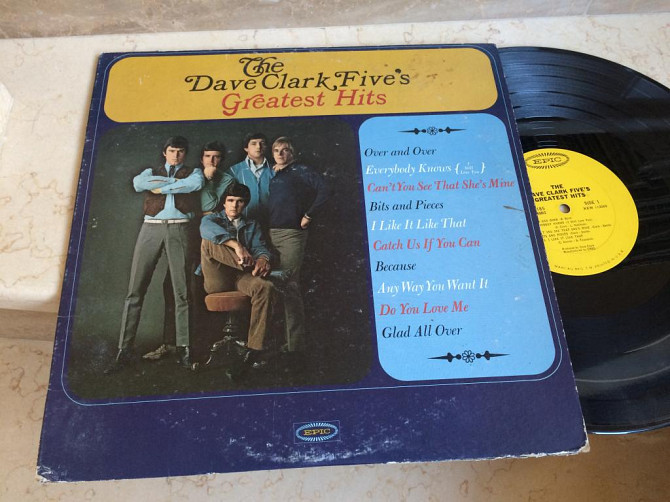 The
Dave Clark Five's
Greatest Hits
Over and Over
Everybody Knows {
}
Can't You See That She's Mine
Bits and Pieces
I Like It Like That
Catch Us If You Can
Because
Any Way You Want It
Do You Love Me
Glad All Over
EPIC
EPIC
THE
DAVE CLARK FIVE'S
GREATEST HITS
SIDE 1